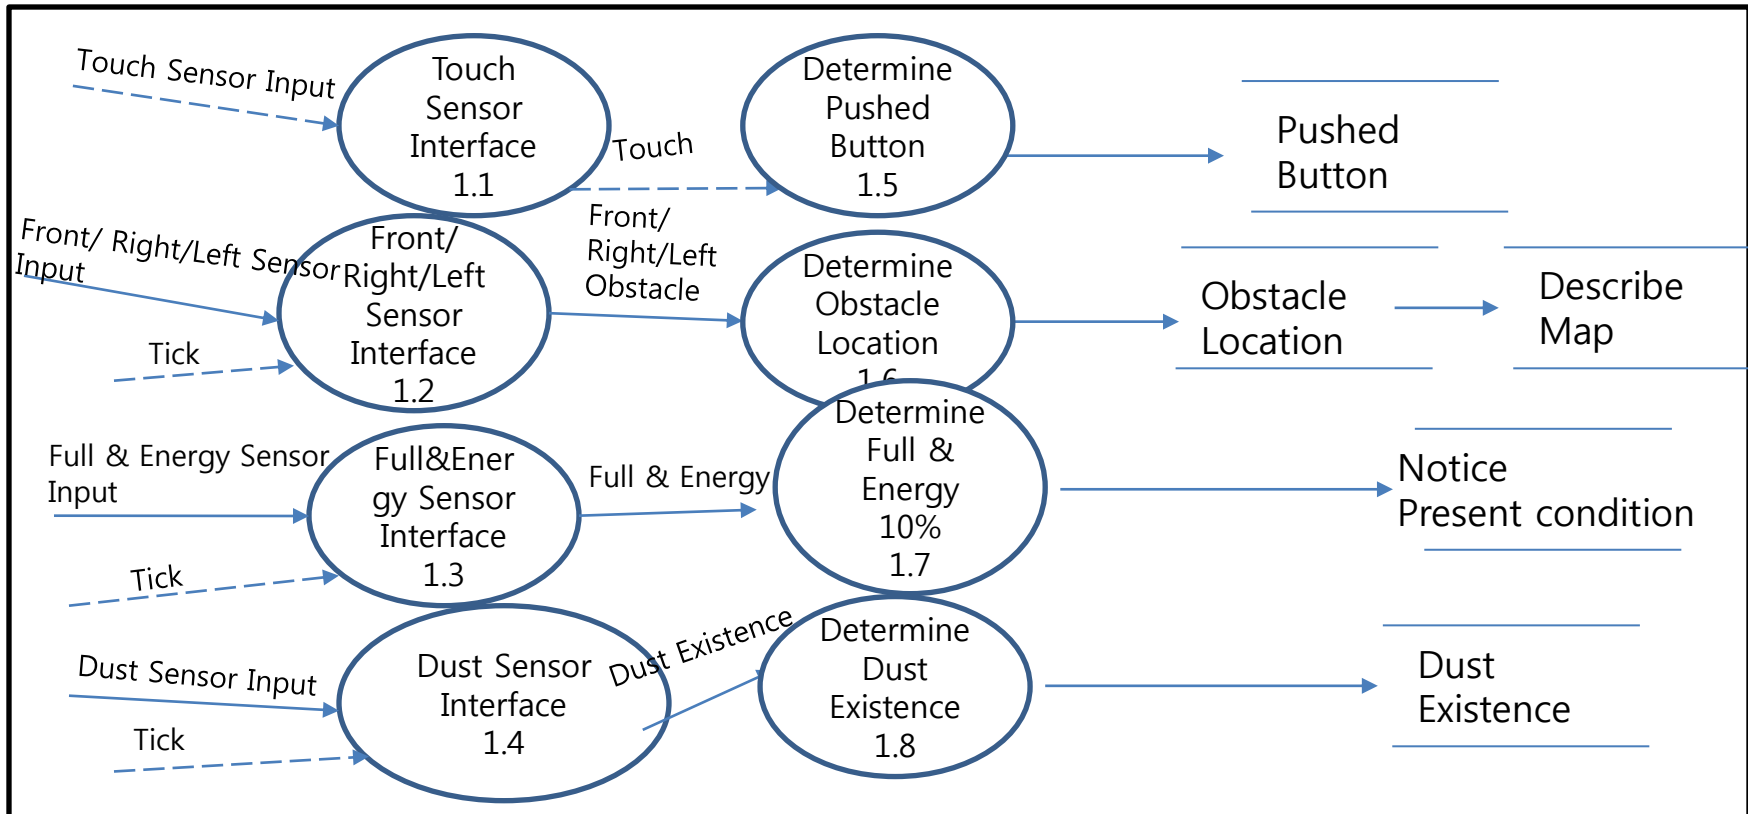 Touch Sensor Input
Touch
Sensor
Interface
1.1
Touch
Determine
Pushed
Button
1.5
Pushed
Button
Front/ Right/Left Sensor
Input
Tick
Front/
Right/Left
Sensor
Interface
1.2
Front/
Right/Left
Obstacle
Determine
Obstacle
Location
1.6
Obstacle
Location
Describe
Map
Full & Energy Sensor
Input
Tick
Full&Ener
gy Sensor
Interface
1.3
Full & Energy
Determine
Full &
Energy
10%
1.7
Notice
Present condition
Dust Sensor Input
Tick
Dust Sensor
Interface
1.4
Dust Existence
Determine
Dust
Existence
1.8
Dust
Existence